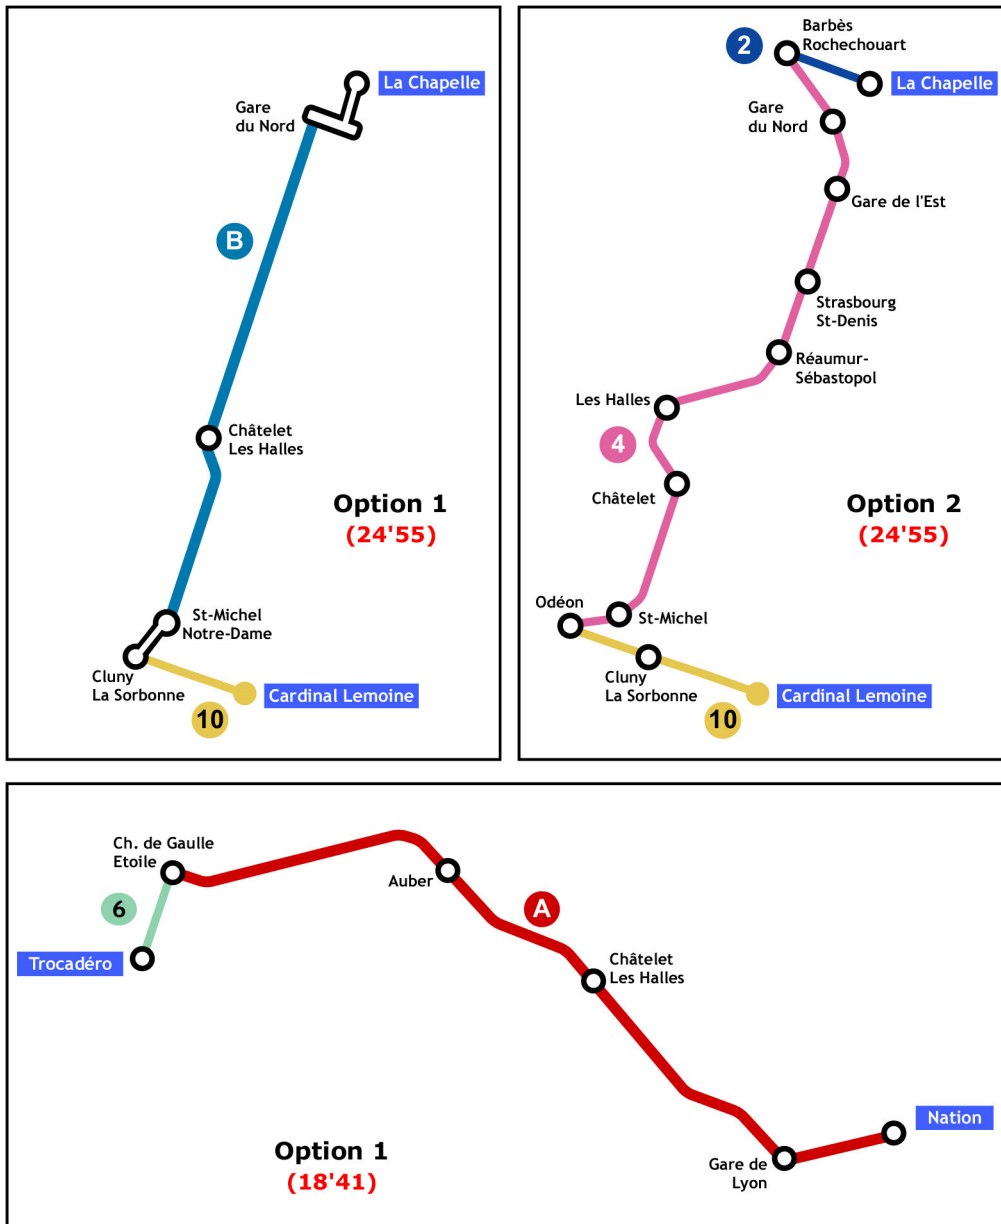 La Chapelle
Gare
du Nord
B
Châtelet
Les Halles
Option 1
(24'55)
St-Michel
Notre-Dame
Cluny
La Sorbonne
Cardinal Lemoine
10
Barbès
Rochechouart
2
La Chapelle
Gare
du Nord
Gare de l'Est
Strasbourg
St-Denis
Réaumur-
Sébastopol
Les Halles
4
Châtelet
Option 2
(24'55)
Odéon
St-Michel
Cluny
La Sorbonne
Cardinal Lemoine
10
Ch. de Gaulle
Etoile
Auber
6
A
Trocadéro
Châtelet
Les Halles
Nation
Gare de
Lyon
Option 1
(18'41)